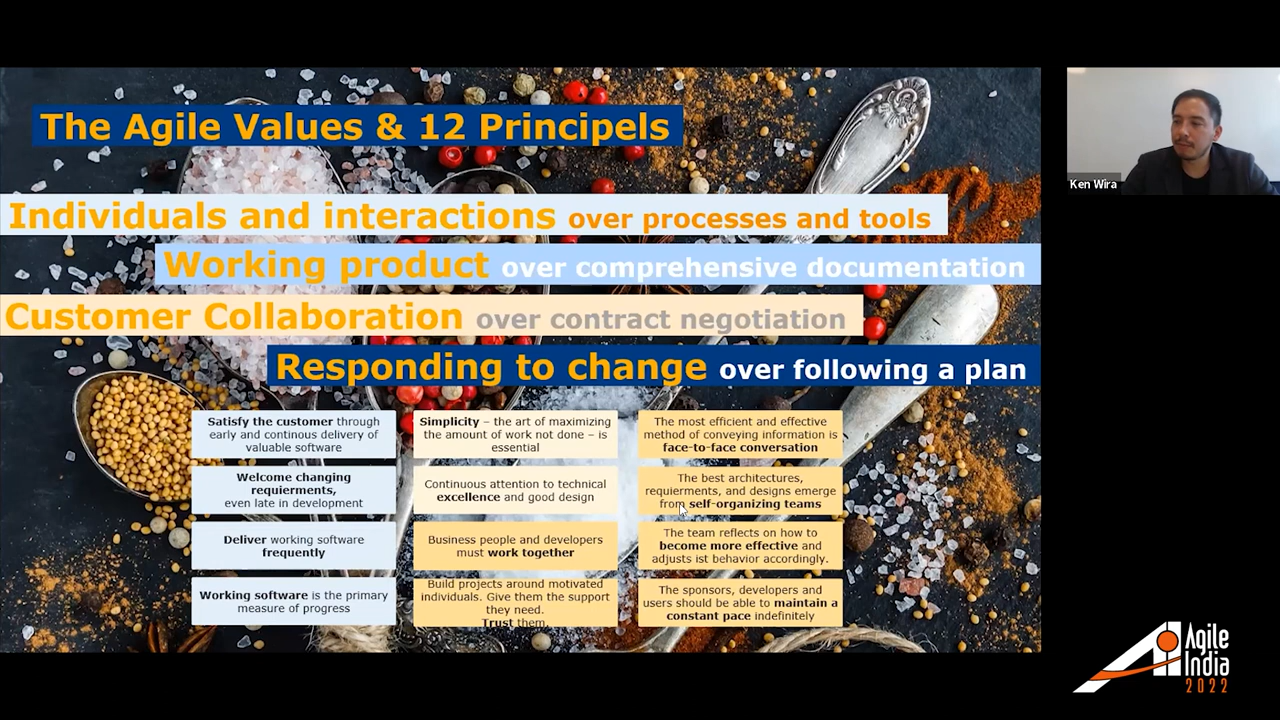 The Agile Values & 12 Principels
Individuals and interactions over processes and tools
Working product over comprehensive documentation
Customer Collaboration over contract negotiation
Responding to change over following a plan
Satisfy the customer through
early and continous delivery of
valuable software
Welcome changing
requierments,
even late in development
Deliver working software
frequently
Working software is the primary
measure of progress
Simplicity – the art of maximizing
the amount of work not done – is
essential
Continuous attention to technical
excellence and good design
Business people and developers
must work together
Build projects around motivated
individuals. Give them the support
they need.
Trust them.
The most efficient and effective
method of conveying information is
face-to-face conversation
The best architectures,
requierments, and designs emerge
from self-organizing teams
The team reflects on how to
become more effective and
adjusts ist behavior accordingly.
The sponsors, developers and
users should be able to maintain a
constant pace indefinitely
Ken Wira
Agile
India
2022